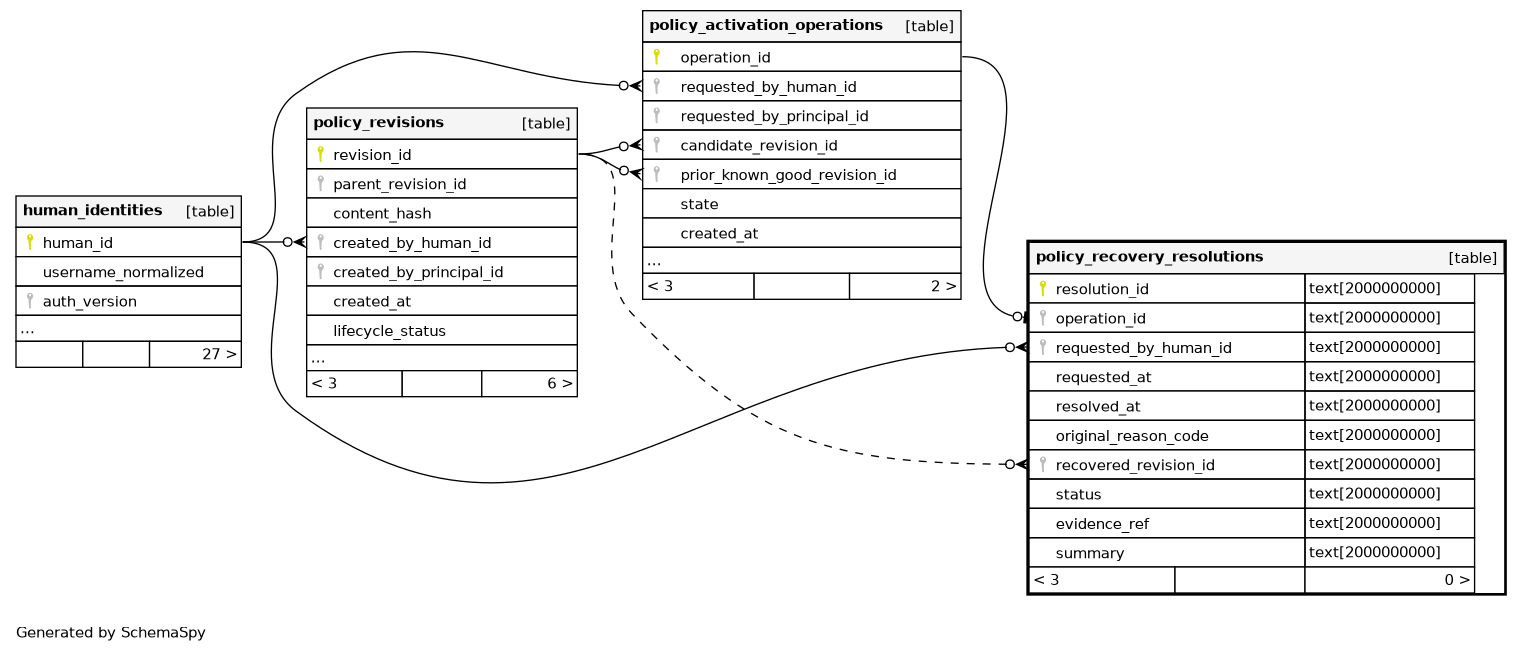 human_identities [table]
human_id
username_normalized
auth_version
...
27 >
policy_revisions [table]
revision_id
parent_revision_id
content_hash
created_by_human_id
created_by_principal_id
created_at
lifecycle_status
...
< 3 6 >
policy_activation_operations [table]
operation_id
requested_by_human_id
requested_by_principal_id
candidate_revision_id
prior_known_good_revision_id
state
created_at
...
< 3 2 >
policy_recovery_resolutions [table]
resolution_id text[2000000000]
operation_id text[2000000000]
requested_by_human_id text[2000000000]
requested_at text[2000000000]
resolved_at text[2000000000]
original_reason_code text[2000000000]
recovered_revision_id text[2000000000]
status text[2000000000]
evidence_ref text[2000000000]
summary text[2000000000]
< 3 0 >
Generated by SchemaSpy